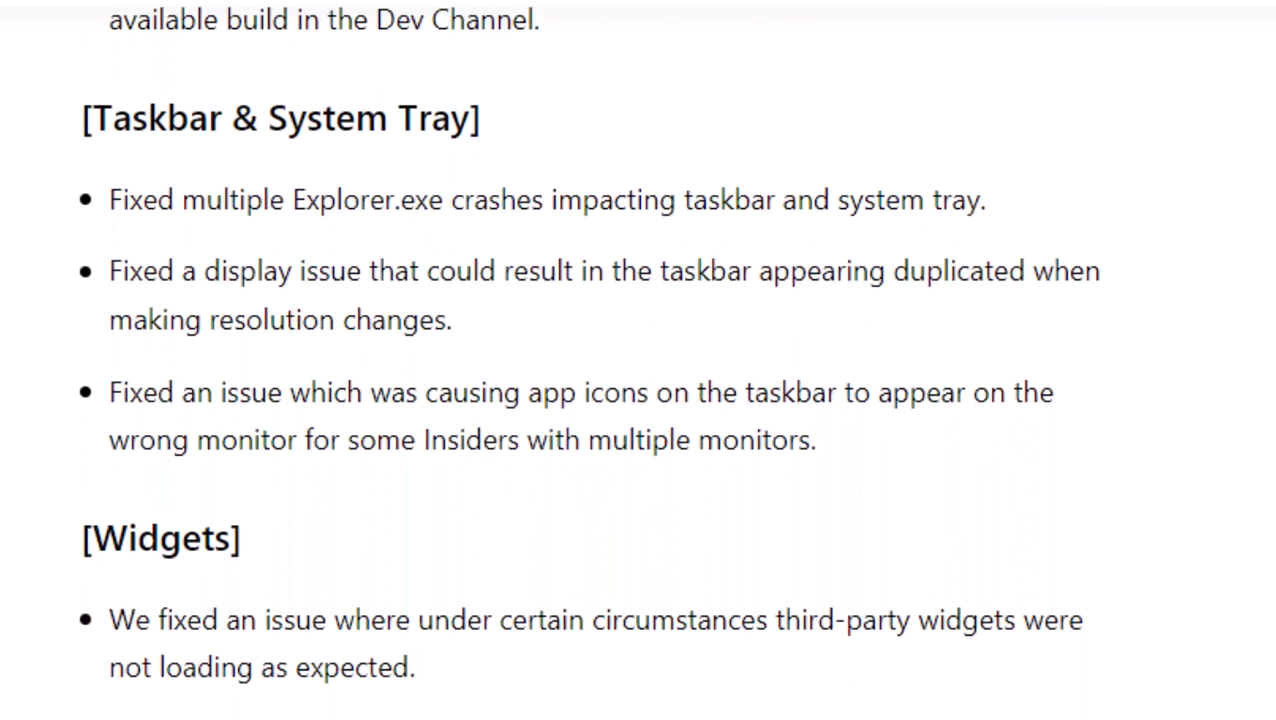 available build in the Dev Channel.
[Taskbar & System Tray]
• Fixed multiple Explorer.exe crashes impacting taskbar and system tray.
• Fixed a display issue that could result in the taskbar appearing duplicated when
making resolution changes.
• Fixed an issue which was causing app icons on the taskbar to appear on the
wrong monitor for some Insiders with multiple monitors.
[Widgets]
• We fixed an issue where under certain circumstances third-party widgets were
not loading as expected.